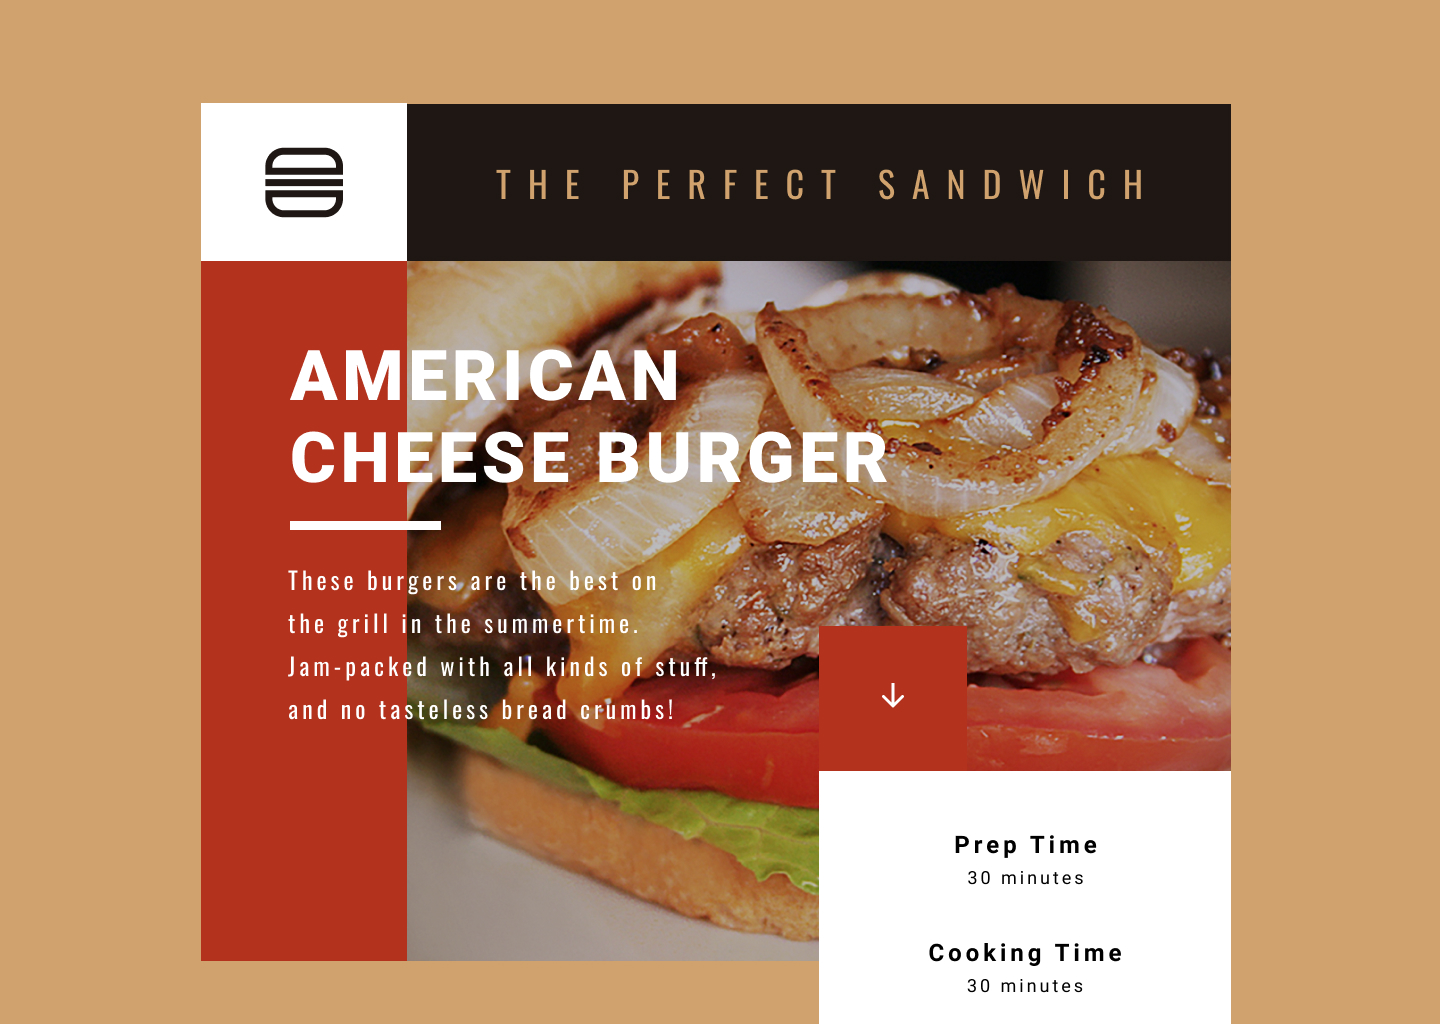 THE PERFECT SANDWICH
AMERICAN
CHEESE BURGER
These burgers are the best on
the grill in the summertime.
Jam-packed with all kinds of stuff,
and no tasteless bread crumbs!
Prep Time
30 minutes
Cooking Time
30 minutes